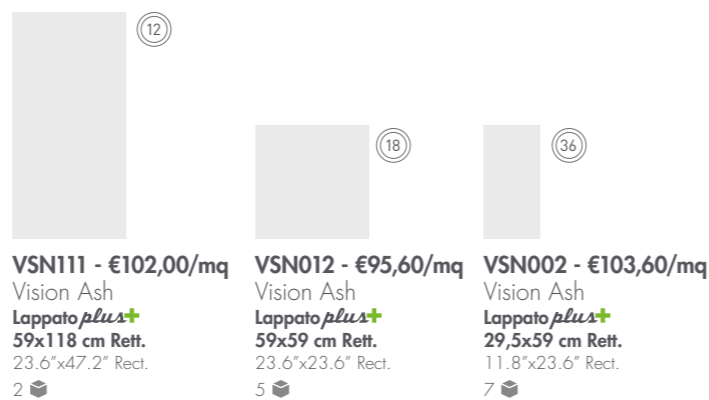 12
VSN111 - €102,00/mq
Vision Ash
Lappato plus+
59x118 cm Rett.
23.6”x47.2” Rect.
2
18
VSN012 - €95,60/mq
Vision Ash
Lappato plus+
59x59 cm Rett.
23.6”x23.6” Rect.
5
36
VSN002 - €103,60/mq
Vision Ash
Lappato plus+
29,5x59 cm Rett.
11.8”x23.6” Rect.
7